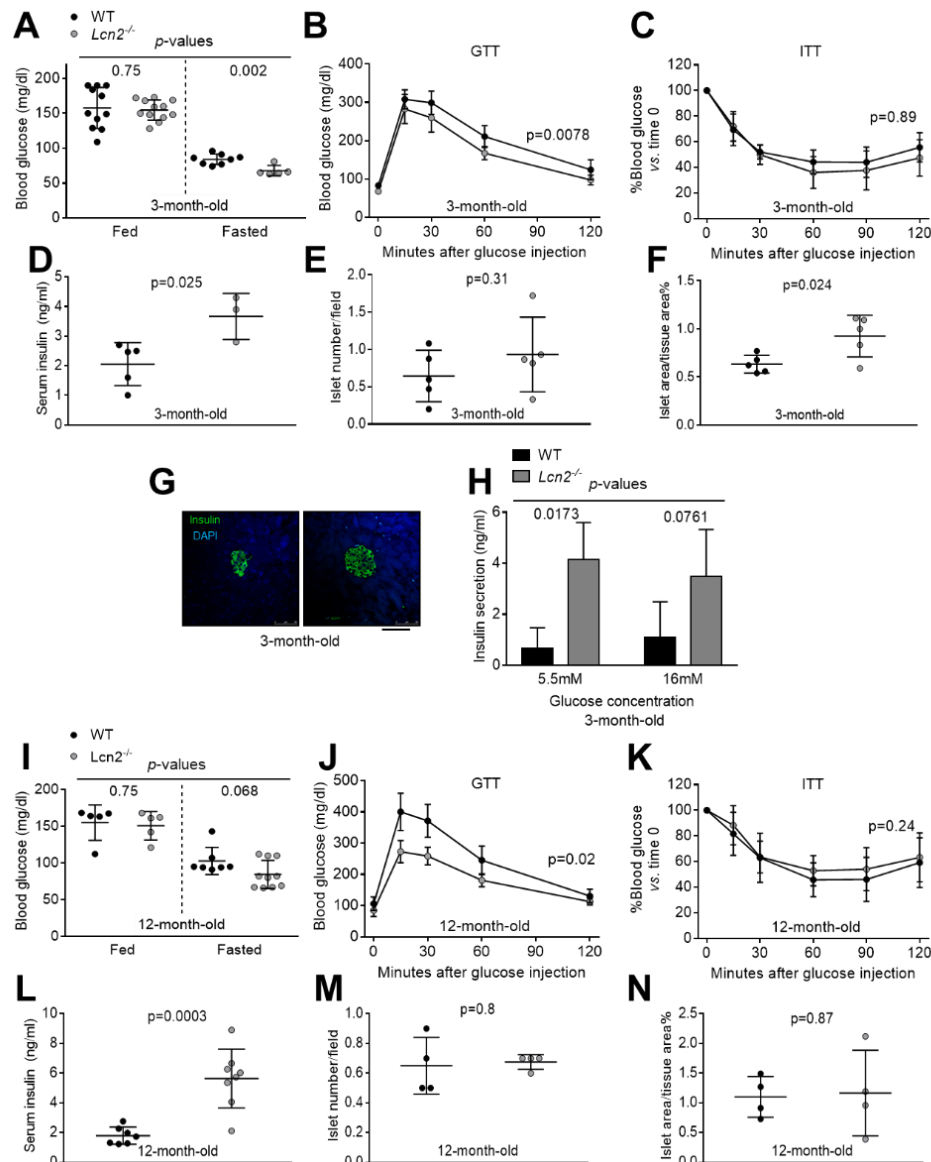 A
WT
Lcn2-/-
p-values
0.75
0.002
Blood glucose (mg/dl)
200
150
100
50
0
3-month-old
Fed
Fasted
B
GTT
Blood glucose (mg/dl)
400
300
200
100
0
p=0.0078
3-month-old
0
30
60
90
120
Minutes after glucose injection
C
ITT
%Blood glucose
vs. time 0
120
100
80
60
40
20
0
p=0.89
3-month-old
0
30
60
90
120
Minutes after glucose injection
D
Serum insulin (ng/ml)
5
4
3
2
1
0
p=0.025
3-month-old
E
Islet number/field
2.0
1.5
1.0
0.5
0.0
p=0.31
3-month-old
F
Islet area/tissue area%
1.5
1.0
0.5
0.0
p=0.024
3-month-old
G
Insulin
DAPI
3-month-old
H
WT
Lcn2-/-
p-values
0.0173
0.0761
Insulin secretion (ng/ml)
6
4
2
0
5.5mM
16mM
Glucose concentration
3-month-old
I
WT
Lcn2-/-
p-values
0.75
0.068
Blood glucose (mg/dl)
200
150
100
50
0
12-month-old
Fed
Fasted
J
GTT
Blood glucose (mg/dl)
500
400
300
200
100
0
p=0.02
12-month-old
0
30
60
90
120
Minutes after glucose injection
K
ITT
%Blood glucose
vs. time 0
120
100
80
60
40
20
0
p=0.24
12-month-old
0
30
60
90
120
Minutes after glucose injection
L
Serum insulin (ng/ml)
10
8
6
4
2
0
p=0.0003
12-month-old
M
Islet number/field
1.0
0.8
0.6
0.4
0.2
0.0
p=0.8
12-month-old
N
Islet area/tissue area%
2.5
2.0
1.5
1.0
0.5
0.0
p=0.87
12-month-old